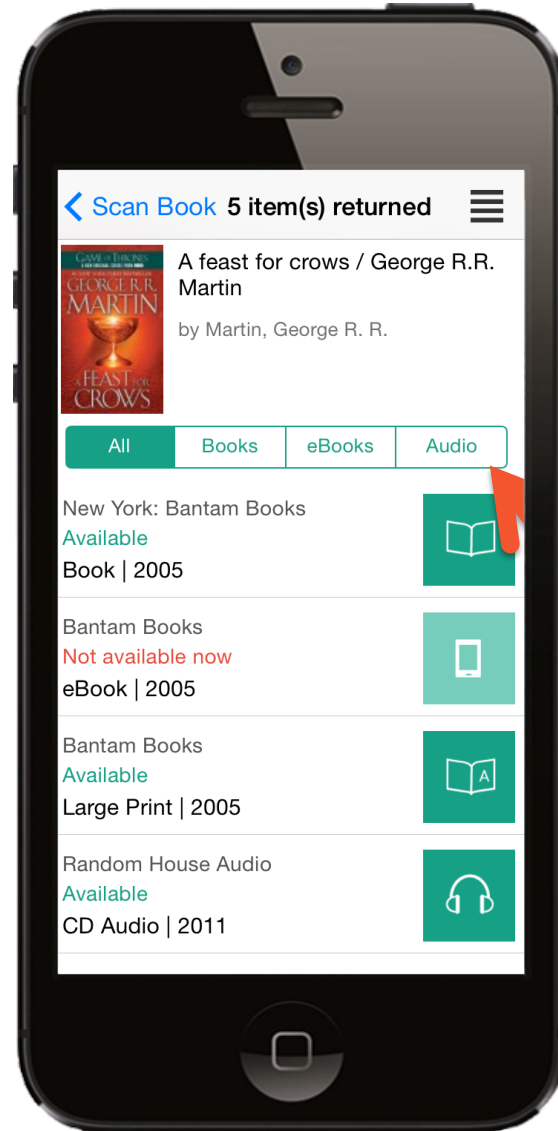 Scan Book 5 item(s) returned
GAME OF THRONES
GEORGE R.R.
MARTIN
A FEAST FOR
CROWS
A feast for crows / George R.R.
Martin
by Martin, George R. R.
All Books eBooks Audio
New York: Bantam Books
Available
Book | 2005
Bantam Books
Not available now
eBook | 2005
Bantam Books
Available
Large Print | 2005
A
Random House Audio
Available
CD Audio | 2011